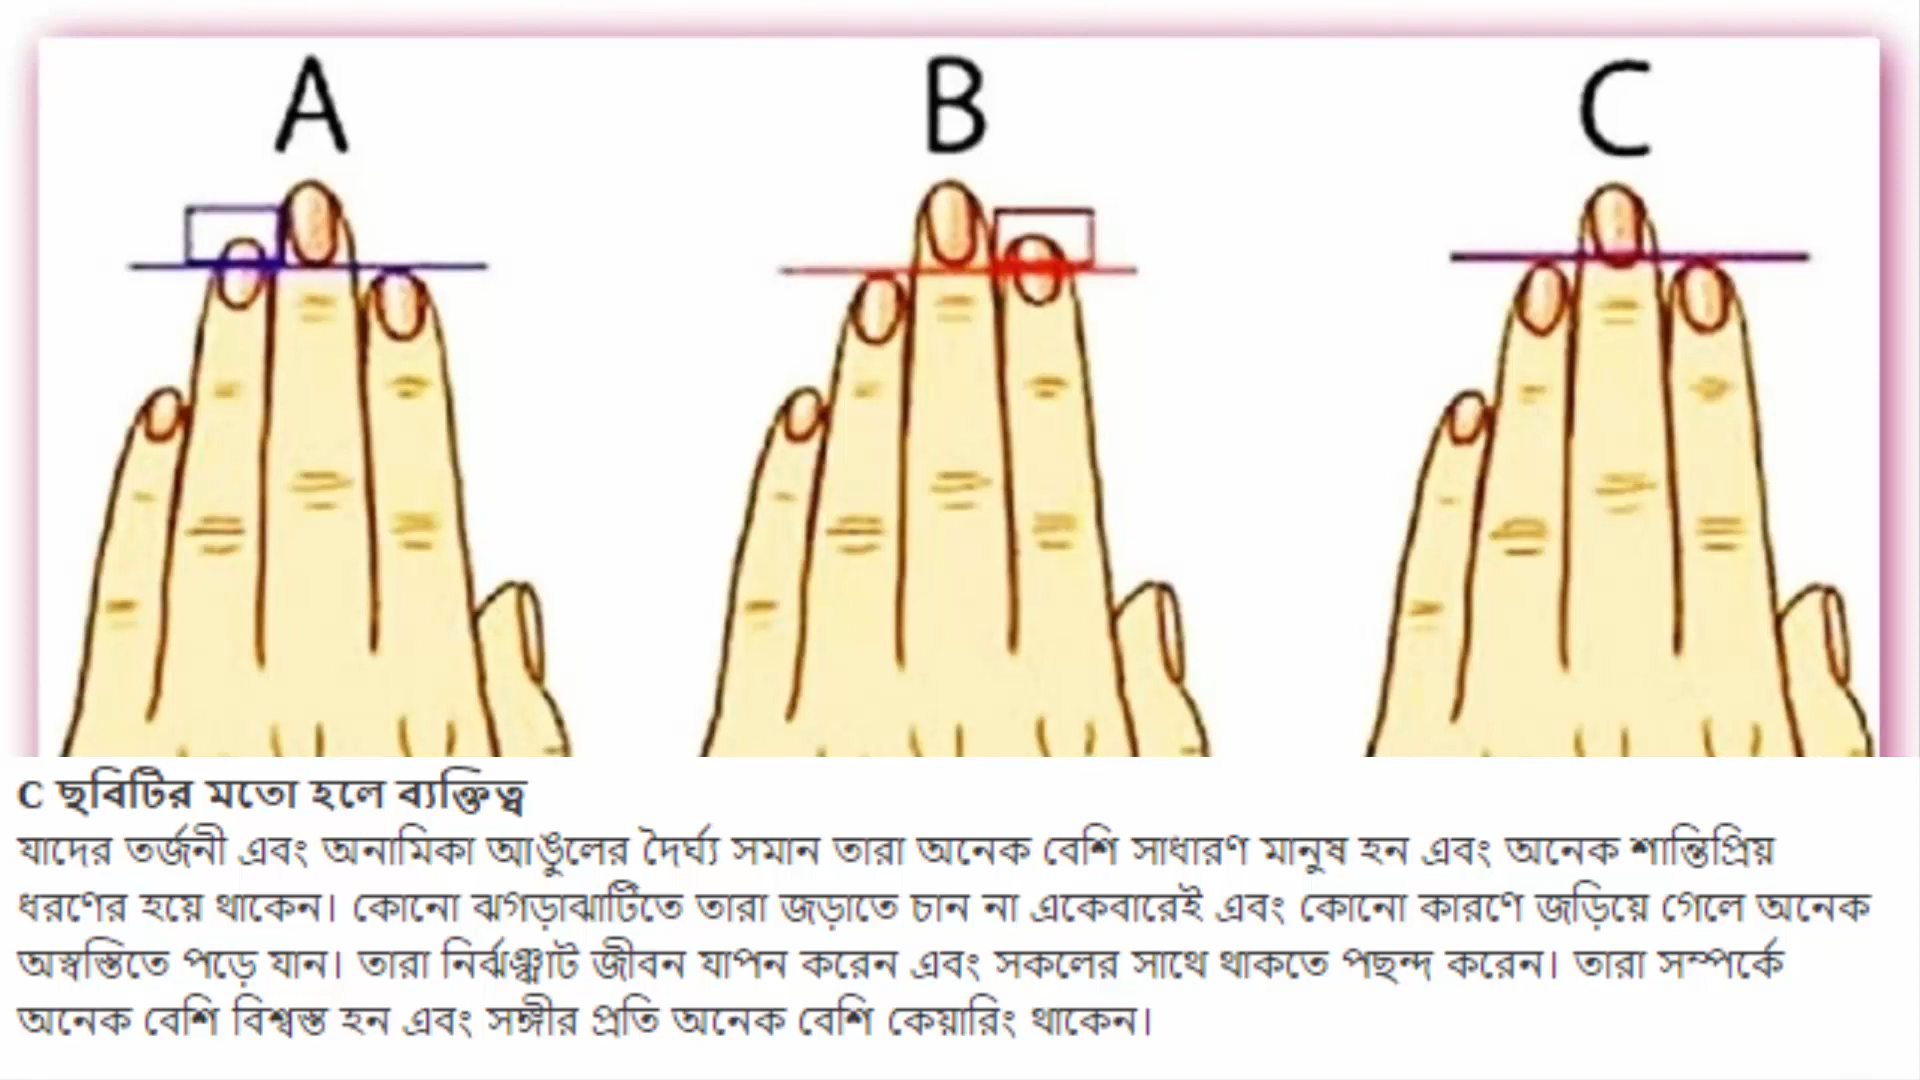 A B C
C ছবিটির মতো হলে ব্যক্তিত্ব
যাদের তর্জনী এবং অনামিকা আঙুলের দৈর্ঘ্য সমান তারা অনেক বেশি সাধারণ মানুষ হন এবং অনেক শান্তিপ্রিয়
ধরণের হয়ে থাকেন। কোনো ঝগড়াঝাটিতে তারা জড়াতে চান না একেবারেই এবং কোনো কারণে জড়িয়ে গেলে অনেক
অস্বস্তিতে পড়ে যান। তারা নির্ঝঞ্ঝাট জীবন যাপন করেন এবং সকলের সাথে থাকতে পছন্দ করেন। তারা সম্পর্কে
অনেক বেশি বিশ্বস্ত হন এবং সঙ্গীর প্রতি অনেক বেশি কেয়ারিং থাকেন।